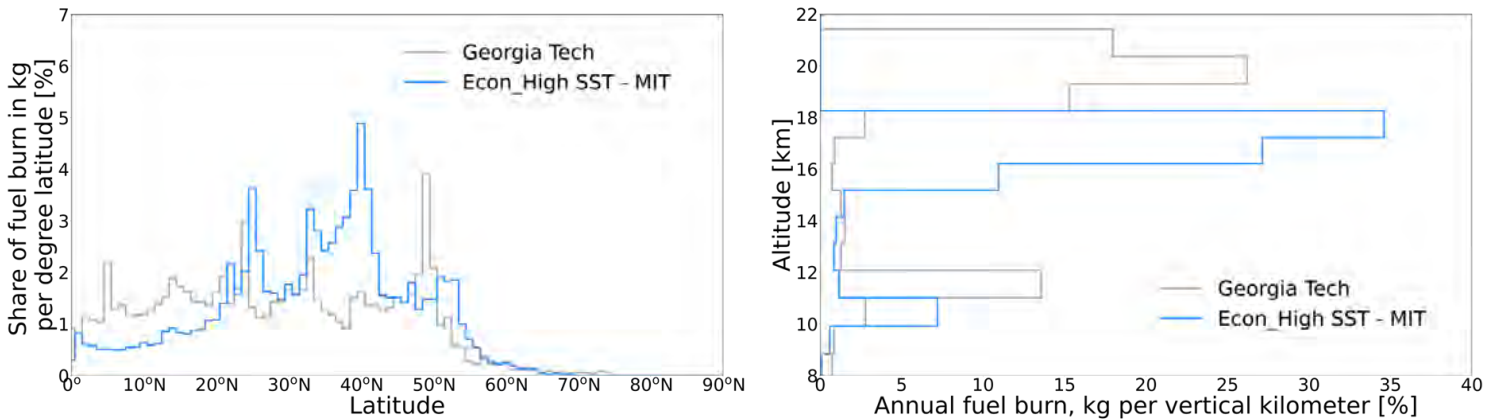 7
6
5
4
3
2
1
0
Share of fuel burn in kg
per degree latitude [%]
Georgia Tech
Econ_High SST - MIT
0°
10°N
20°N
30°N
40°N
50°N
60°N
70°N
80°N
90°N
Latitude
22
20
18
16
14
12
10
8
Altitude [km]
Georgia Tech
Econ_High SST - MIT
0
5
10
15
20
25
30
35
40
Annual fuel burn, kg per vertical kilometer [%]